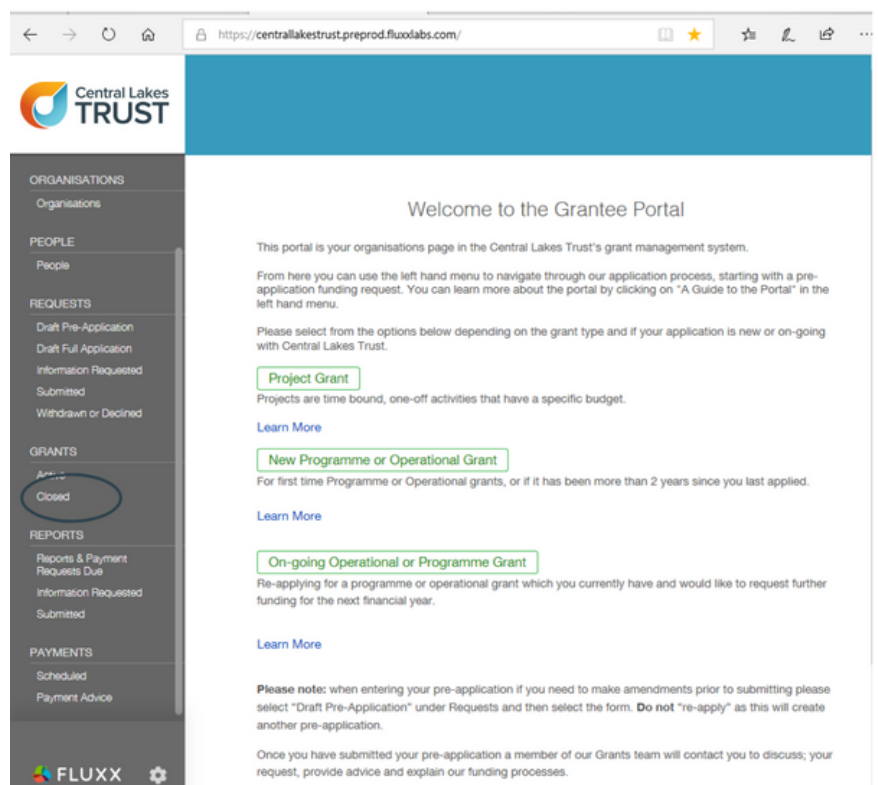 https://centrallakestrust.preprod.fluxxlabs.com/
Central Lakes
TRUST
ORGANISATIONS
Organisations
PEOPLE
People
REQUESTS
Draft Pre-Application
Draft Full Application
Information Requested
Submitted
Withdrawn or Declined
GRANTS
Active
Closed
REPORTS
Reports & Payment
Requests Due
Information Requested
Submitted
PAYMENTS
Scheduled
Payment Advice
FLUXX
Welcome to the Grantee Portal
This portal is your organisations page in the Central Lakes Trust's grant management system.
From here you can use the left hand menu to navigate through our application process, starting with a pre-
application funding request. You can learn more about the portal by clicking on "A Guide to the Portal" in the
left hand menu.
Please select from the options below depending on the grant type and if your application is new or on-going
with Central Lakes Trust.
Project Grant
Projects are time bound, one-off activities that have a specific budget.
Learn More
New Programme or Operational Grant
For first time Programme or Operational grants, or if it has been more than 2 years since you last applied.
Learn More
On-going Operational or Programme Grant
Re-applying for a programme or operational grant which you currently have and would like to request further
funding for the next financial year.
Learn More
Please note: when entering your pre-application if you need to make amendments prior to submitting please
select "Draft Pre-Application" under Requests and then select the form. Do not "re-apply" as this will create
another pre-application.
Once you have submitted your pre-application a member of our Grants team will contact you to discuss; your
request, provide advice and explain our funding processes.